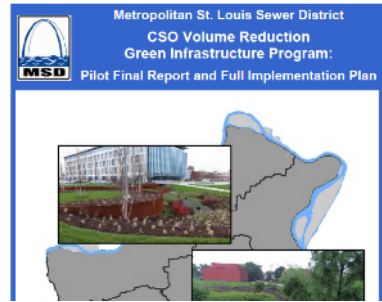 Metropolitan St. Louis Sewer District
CSO Volume Reduction
Green Infrastructure Program:
Pilot Final Report and Full Implementation Plan
MSD